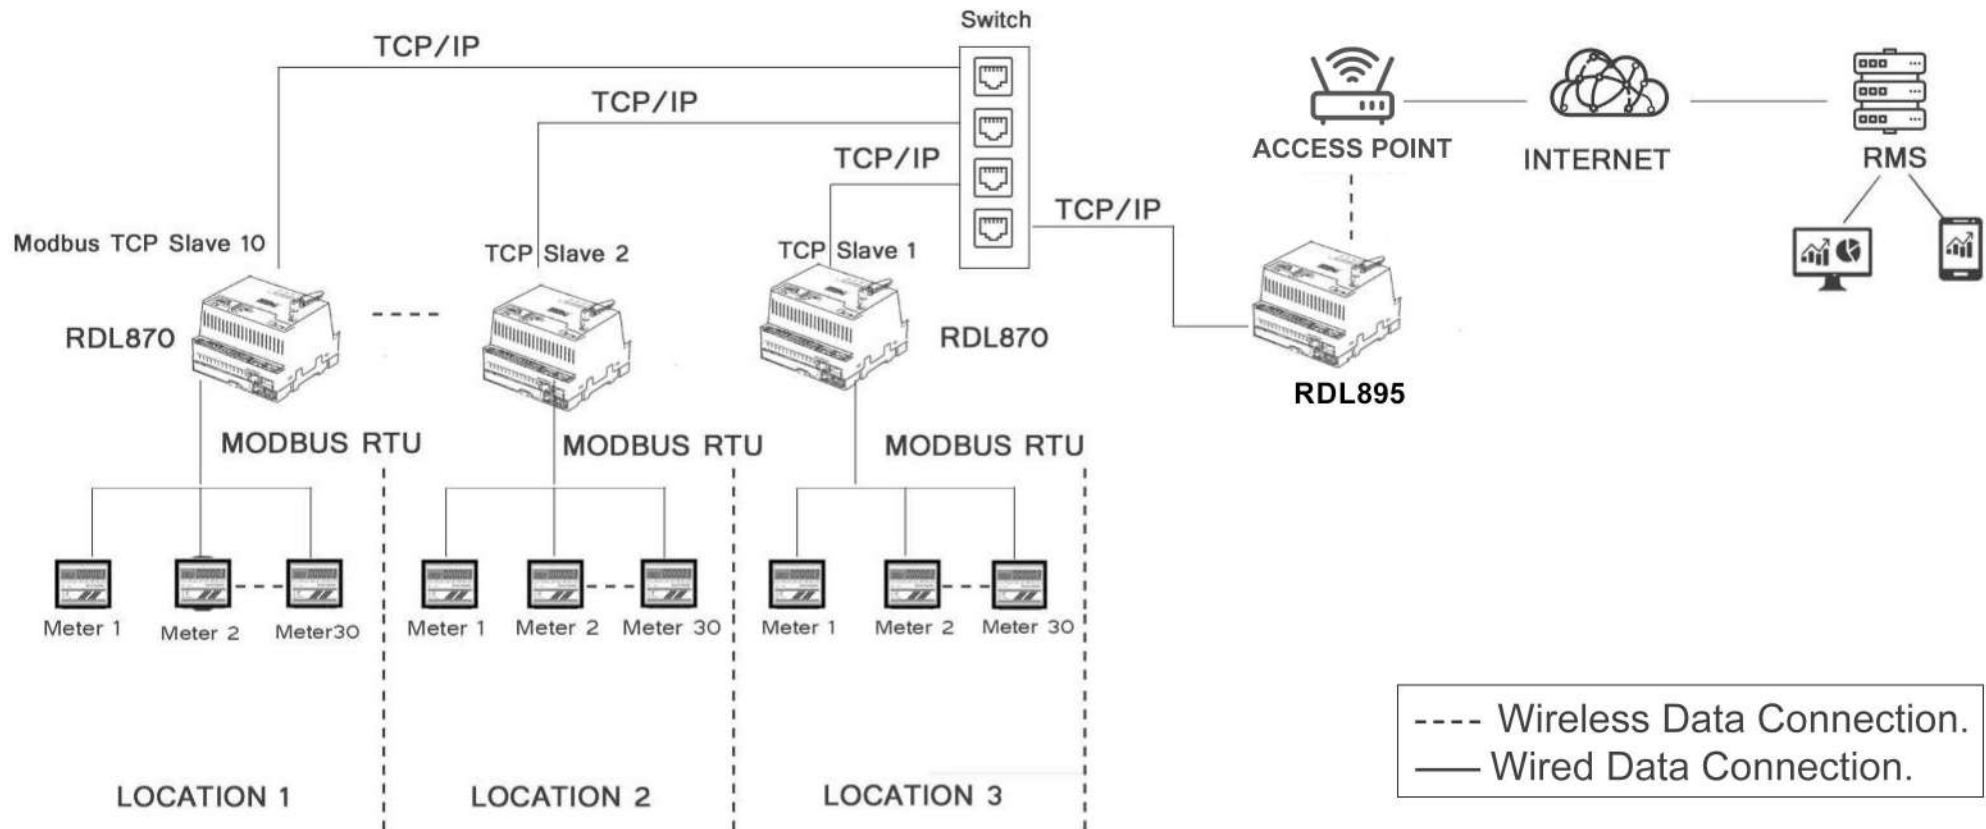 Switch
TCP/IP
TCP/IP
TCP/IP
TCP/IP
ACCESS POINT
INTERNET
RMS
Modbus TCP Slave 10
TCP Slave 2
TCP Slave 1
RDL870
RDL870
RDL895
MODBUS RTU
MODBUS RTU
MODBUS RTU
Meter 1
Meter 2
Meter30
Meter 1
Meter 2
Meter 30
Meter 1
Meter 2
Meter 30
LOCATION 1
LOCATION 2
LOCATION 3
---- Wireless Data Connection.
—— Wired Data Connection.